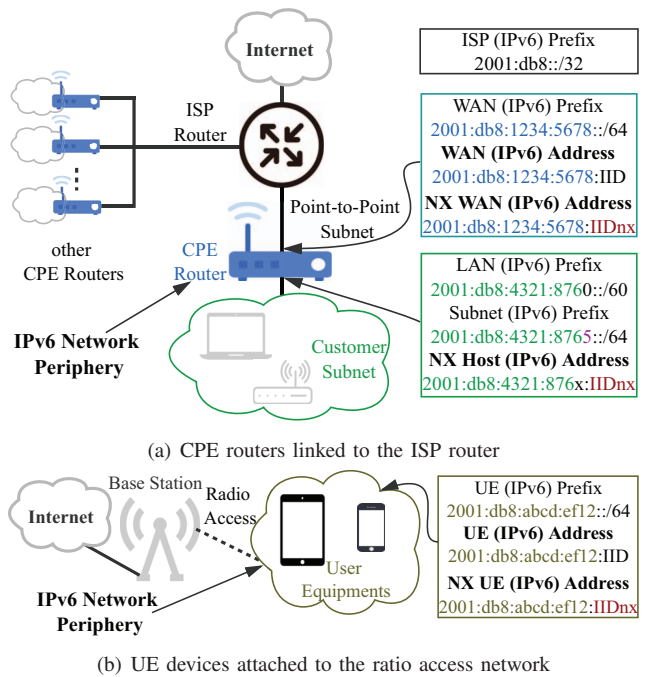 Internet
ISP (IPv6) Prefix
2001:db8::/32
ISP
Router
WAN (IPv6) Prefix
2001:db8:1234:5678::/64
WAN (IPv6) Address
2001:db8:1234:5678:IID
NX WAN (IPv6) Address
2001:db8:1234:5678:IIDnx
Point-to-Point
Subnet
other
CPE Routers
CPE
Router
LAN (IPv6) Prefix
2001:db8:4321:8760::/60
Subnet (IPv6) Prefix
2001:db8:4321:8765::/64
NX Host (IPv6) Address
2001:db8:4321:876x:IIDnx
IPv6 Network
Periphery
Customer
Subnet
(a) CPE routers linked to the ISP router
Base Station
Internet
Radio
Access
User
Equipments
IPv6 Network
Periphery
UE (IPv6) Prefix
2001:db8:abcd:ef12::/64
UE (IPv6) Address
2001:db8:abcd:ef12:IID
NX UE (IPv6) Address
2001:db8:abcd:ef12:IIDnx
(b) UE devices attached to the ratio access network